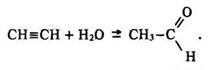 CH≡CH + H₂O ⇄ CH₃-C(=O)-H .